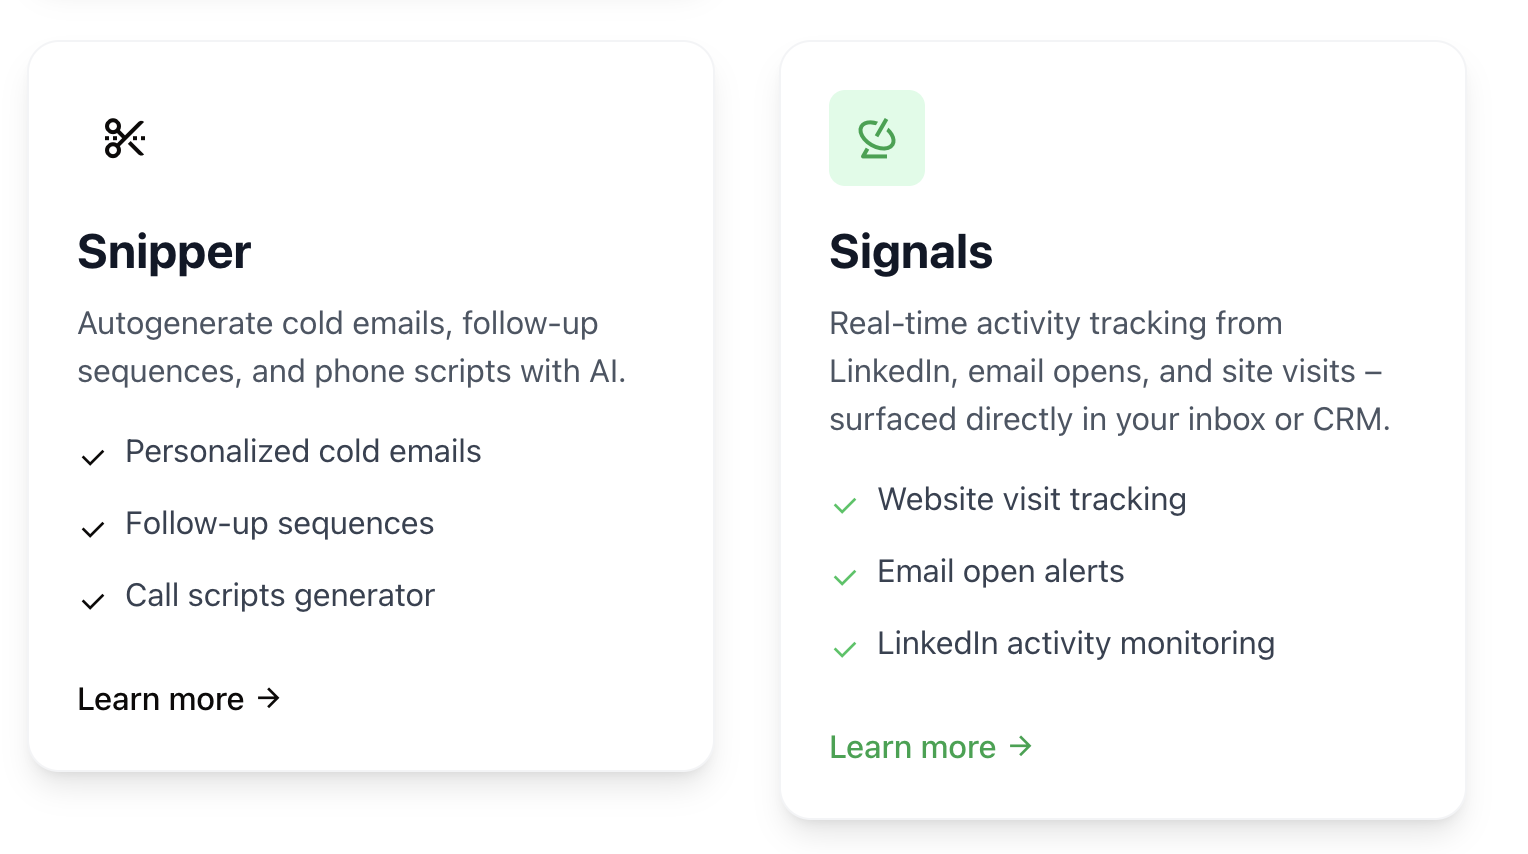 Snipper
Autogenerate cold emails, follow-up
sequences, and phone scripts with AI.
Personalized cold emails
Follow-up sequences
Call scripts generator
Learn more →
Signals
Real-time activity tracking from
LinkedIn, email opens, and site visits –
surfaced directly in your inbox or CRM.
Website visit tracking
Email open alerts
LinkedIn activity monitoring
Learn more →